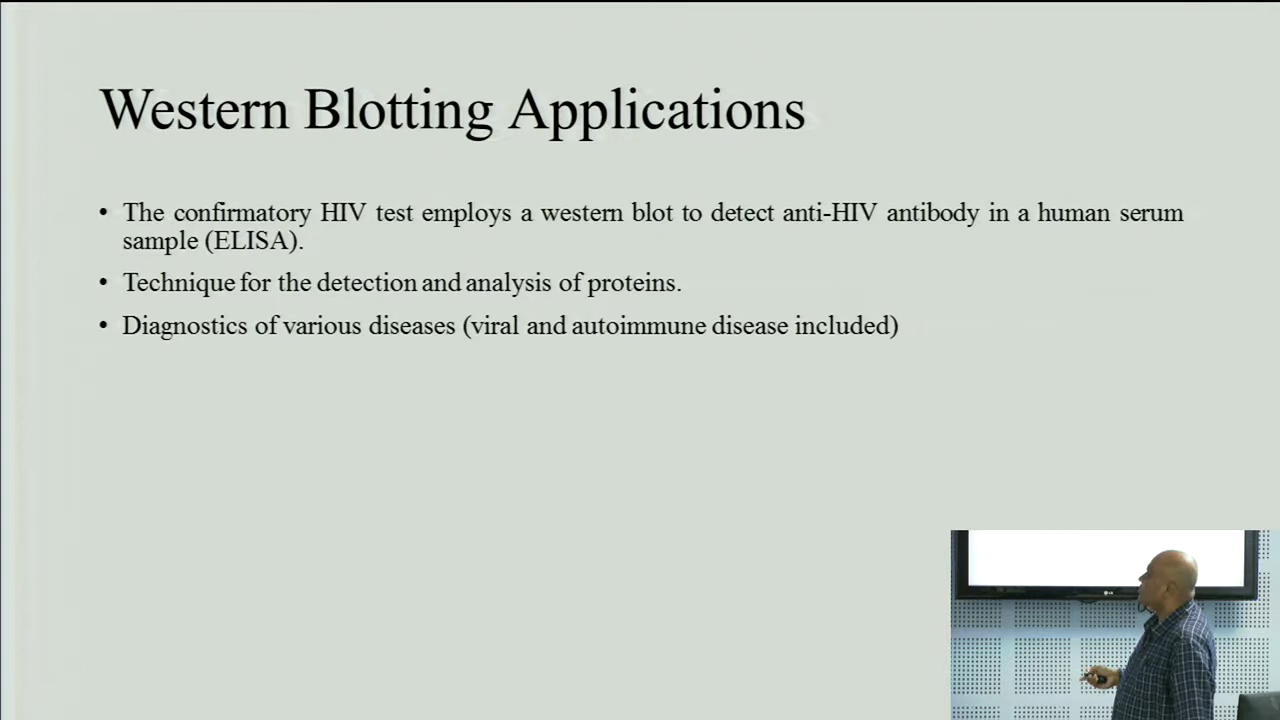 Western Blotting Applications
• The confirmatory HIV test employs a western blot to detect anti-HIV antibody in a human serum
sample (ELISA).
• Technique for the detection and analysis of proteins.
• Diagnostics of various diseases (viral and autoimmune disease included)
LG